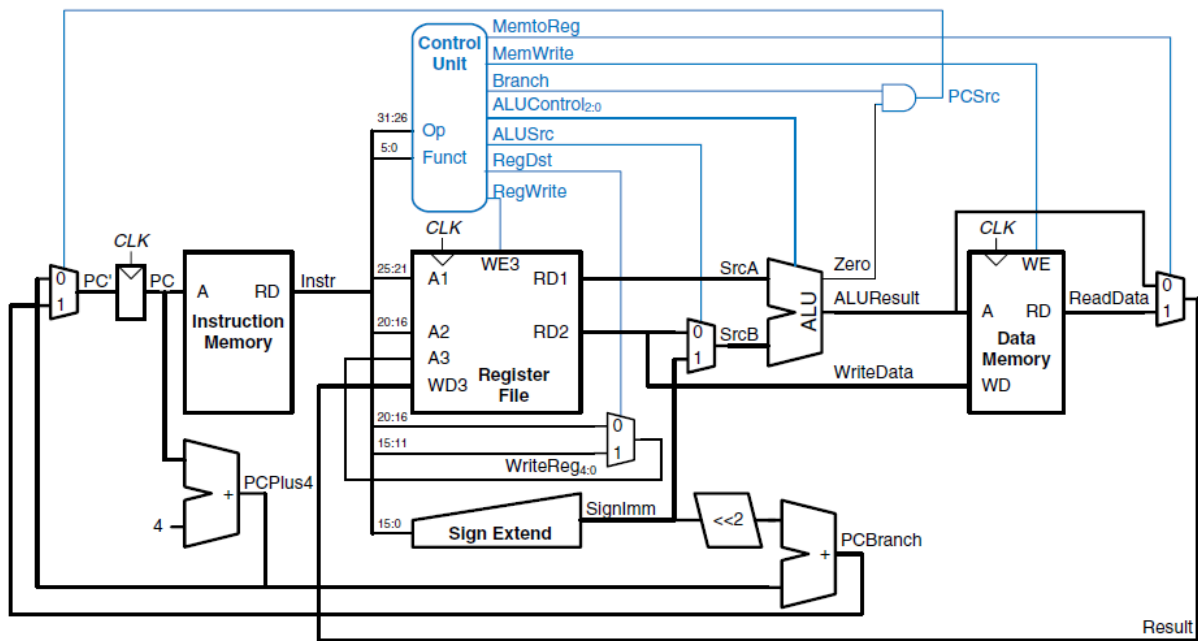 MemtoReg
Control
Unit
MemWrite
Branch
PCSrc
ALUControl2:0
31:26
Op
ALUSrc
5:0
Funct
RegDst
RegWrite
CLK
CLK
CLK
0
1
PC'
PC
A
RD
Instruction
Memory
Instr
25:21
A1
WE3
RD1
SrcA
Zero
WE
0
1
20:16
A2
RD2
0
1
SrcB
ALU
ALUResult
A
RD
ReadData
Data
Memory
A3
WD3
Register
File
WriteData
WD
20:16
0
15:11
1
WriteReg4:0
PCPlus4
+
4
15:0
Sign Extend
SignImm
<<2
+
PCBranch
Result